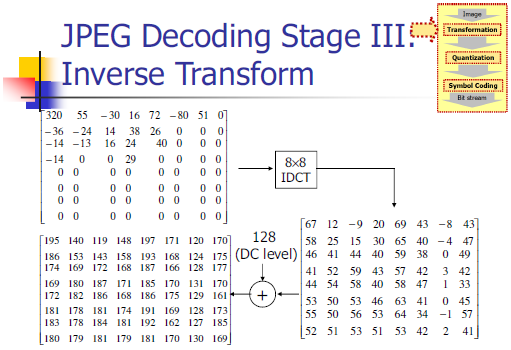 JPEG Decoding Stage III:
Inverse Transform
Image
Transformation
Quantization
Symbol Coding
Bit stream
320 55 −30 16 72 −80 51 0
−36 −24 14 38 26 0 0 0
−14 −13 16 24 40 0 0 0
−14 0 0 29 0 0 0 0
0 0 0 0 0 0 0 0
0 0 0 0 0 0 0 0
0 0 0 0 0 0 0 0
0 0 0 0 0 0 0 0
8×8
IDCT
67 12 −9 20 69 43 −8 43
58 25 15 30 65 40 −4 47
46 41 44 40 59 38 0 49
41 52 59 43 57 42 3 42
44 54 58 40 58 47 1 33
53 50 53 46 63 41 0 45
55 50 56 53 64 34 −1 57
52 51 53 51 53 42 2 41
128
(DC level)
+
195 140 119 148 197 171 120 170
186 153 143 158 193 168 124 175
174 169 172 168 187 166 128 177
169 180 187 171 185 170 131 170
172 182 186 168 186 175 129 161
181 178 181 174 191 169 128 173
183 178 184 181 192 162 127 185
180 179 181 179 181 170 130 169